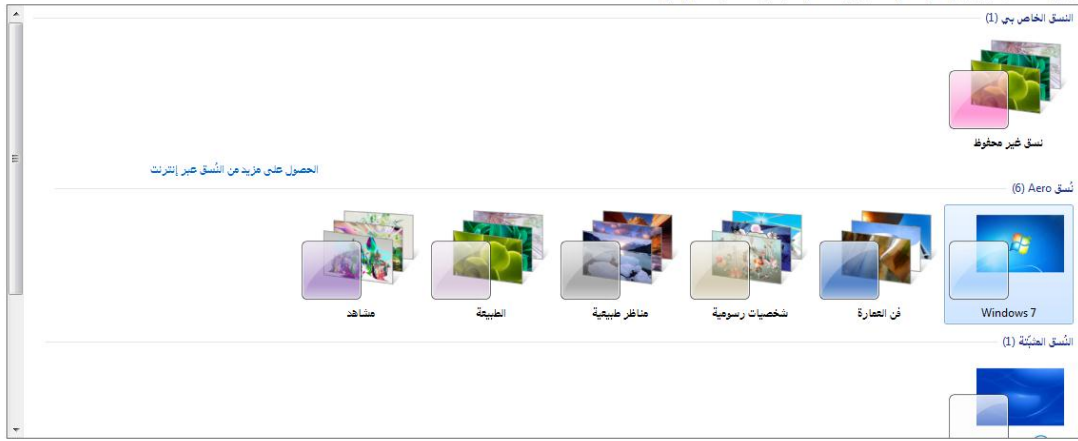 النسق الخاص بي (1)
نسق غير محفوظ
الحصول على مزيد من النُسق عبر إنترنت
نُسق Aero (6)
Windows 7
فن العمارة
شخصيات رسومية
مناظر طبيعية
الطبيعة
مشاهد
النُسق المثبّتة (1)